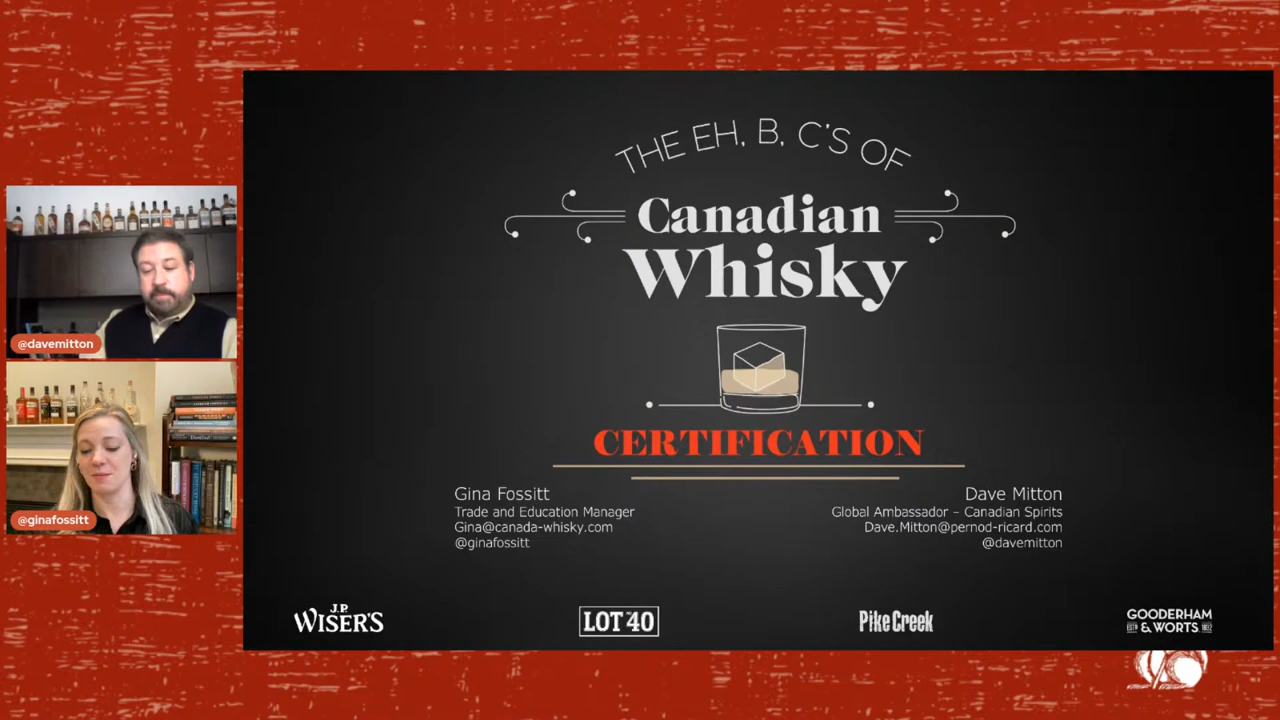 THE EH, B, C'S OF
Canadian
Whisky
CERTIFICATION
Gina Fossitt
Trade and Education Manager
Gina@canada-whisky.com
@ginafossitt
Dave Mitton
Global Ambassador – Canadian Spirits
Dave.Mitton@pernod-ricard.com
@davemitton
J.P.
WISER'S
LOT 40
Pike Creek
GOODERHAM
ESTD & WORTS 1832
@davemitton
@ginafossitt